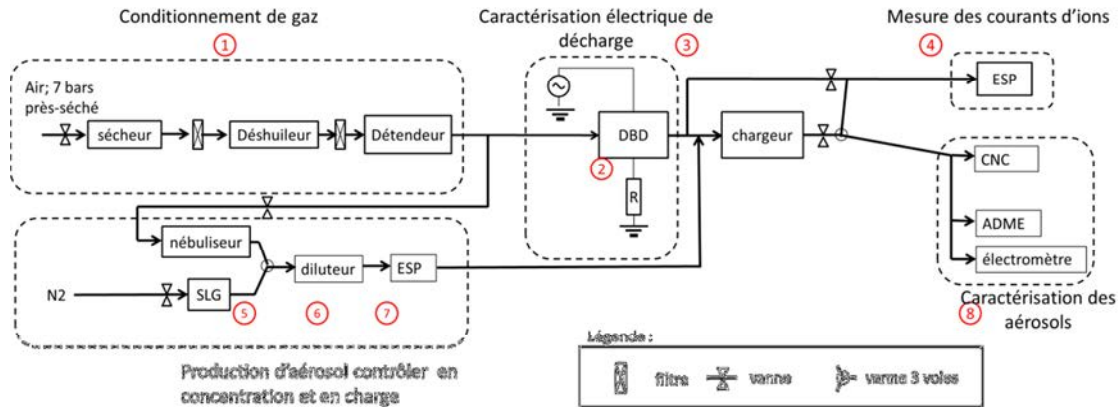 Conditionnement de gaz
1
Caractérisation électrique de
décharge
3
Mesure des courants d'ions
4
Air; 7 bars
près-séché
sécheur
Déshuileur
Détendeur
DBD
2
R
chargeur
ESP
CNC
ADME
électromètre
8
Caractérisation des
aérosols
nébuliseur
N2
SLG
5
diluteur
6
ESP
7
Production d'aérosol contrôler en
concentration et en charge
Légende :
filtre
vanne
vanne 3 voies